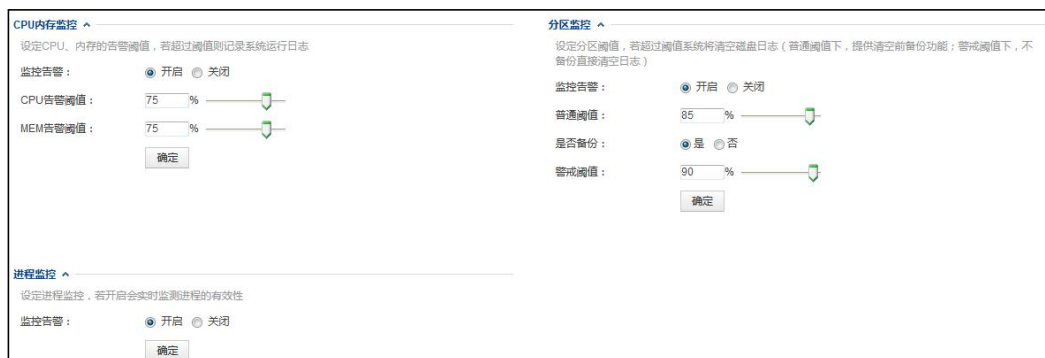 CPU内存监控
设定CPU、内存的告警阈值，若超过阈值则记录系统运行日志
监控告警： 开启 关闭
CPU告警阈值： 75 %
MEM告警阈值： 75 %
确定
分区监控
设定分区阈值，若超过阈值系统将清空磁盘日志（普通阈值下，提供清空前备份功能；警戒阈值下，不
备份直接清空日志）
监控告警： 开启 关闭
普通阈值： 85 %
是否备份： 是 否
警戒阈值： 90 %
确定
进程监控
设定进程监控，若开启会实时监测进程的有效性
监控告警： 开启 关闭
确定